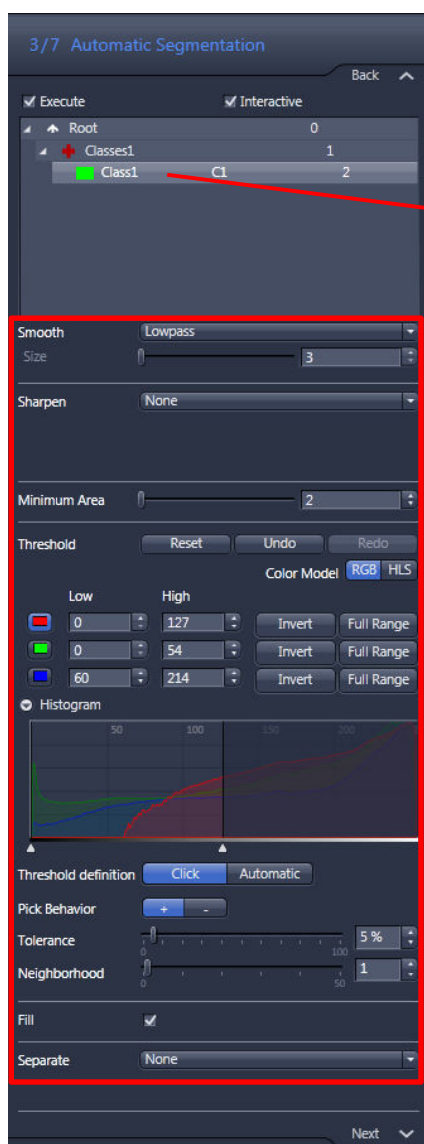 3/7 Automatic Segmentation
Back
Execute Interactive
Root 0
Classes1 1
Class1 C1 2
Smooth Lowpass
Size 3
Sharpen None
Minimum Area 2
Threshold Reset Undo Redo
Color Model RGB HLS
Low High
0 127 Invert Full Range
0 54 Invert Full Range
60 214 Invert Full Range
Histogram
50 100 150 200
Threshold definition Click Automatic
Pick Behavior + -
Tolerance 0 100 5 %
Neighborhood 0 50 1
Fill
Separate None
Next